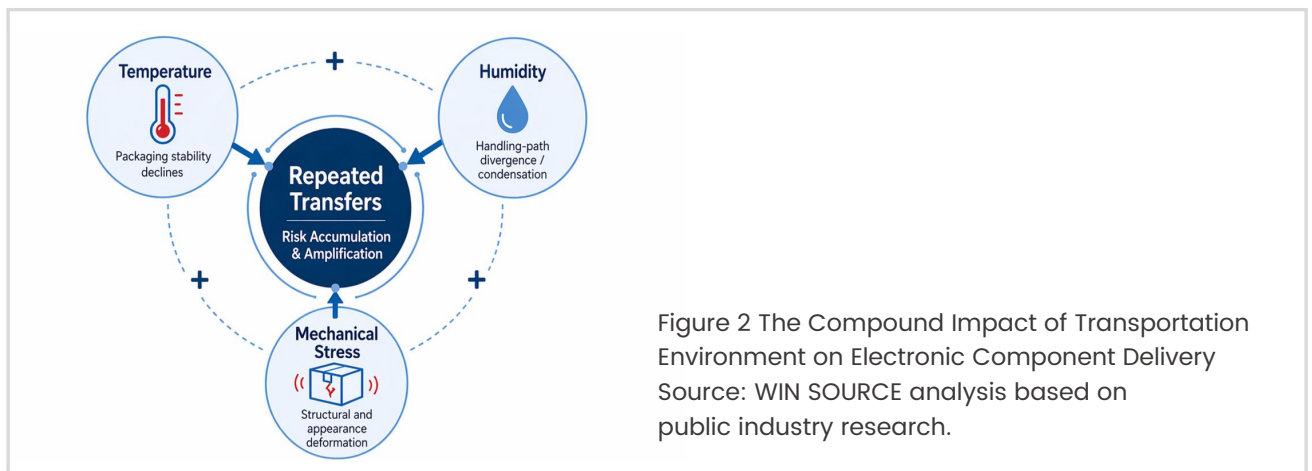 Temperature
Packaging stability
declines
+
Humidity
Handling-path
divergence /
condensation
Repeated
Transfers
Risk Accumulation
& Amplification
+
+
Mechanical
Stress
Structural and
appearance
deformation
Figure 2 The Compound Impact of Transportation
Environment on Electronic Component Delivery
Source: WIN SOURCE analysis based on
public industry research.